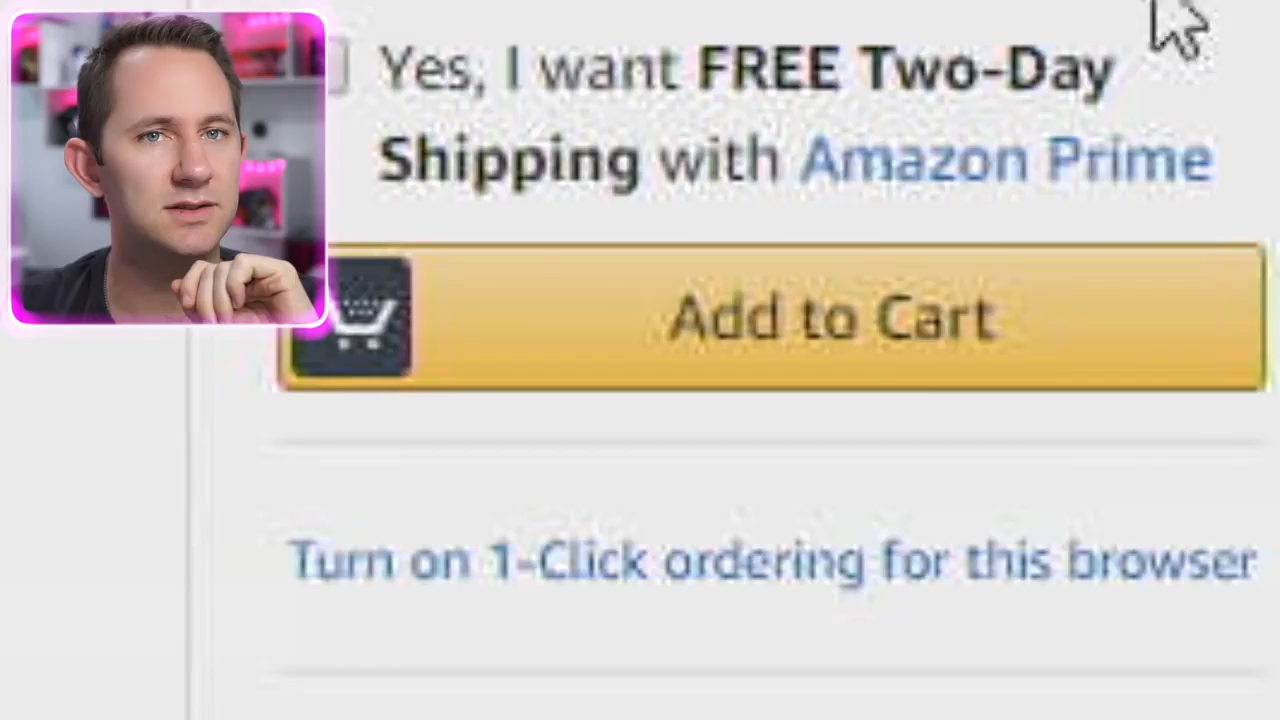 Yes, I want FREE Two-Day
Shipping with Amazon Prime
Add to Cart
Turn on 1-Click ordering for this browser